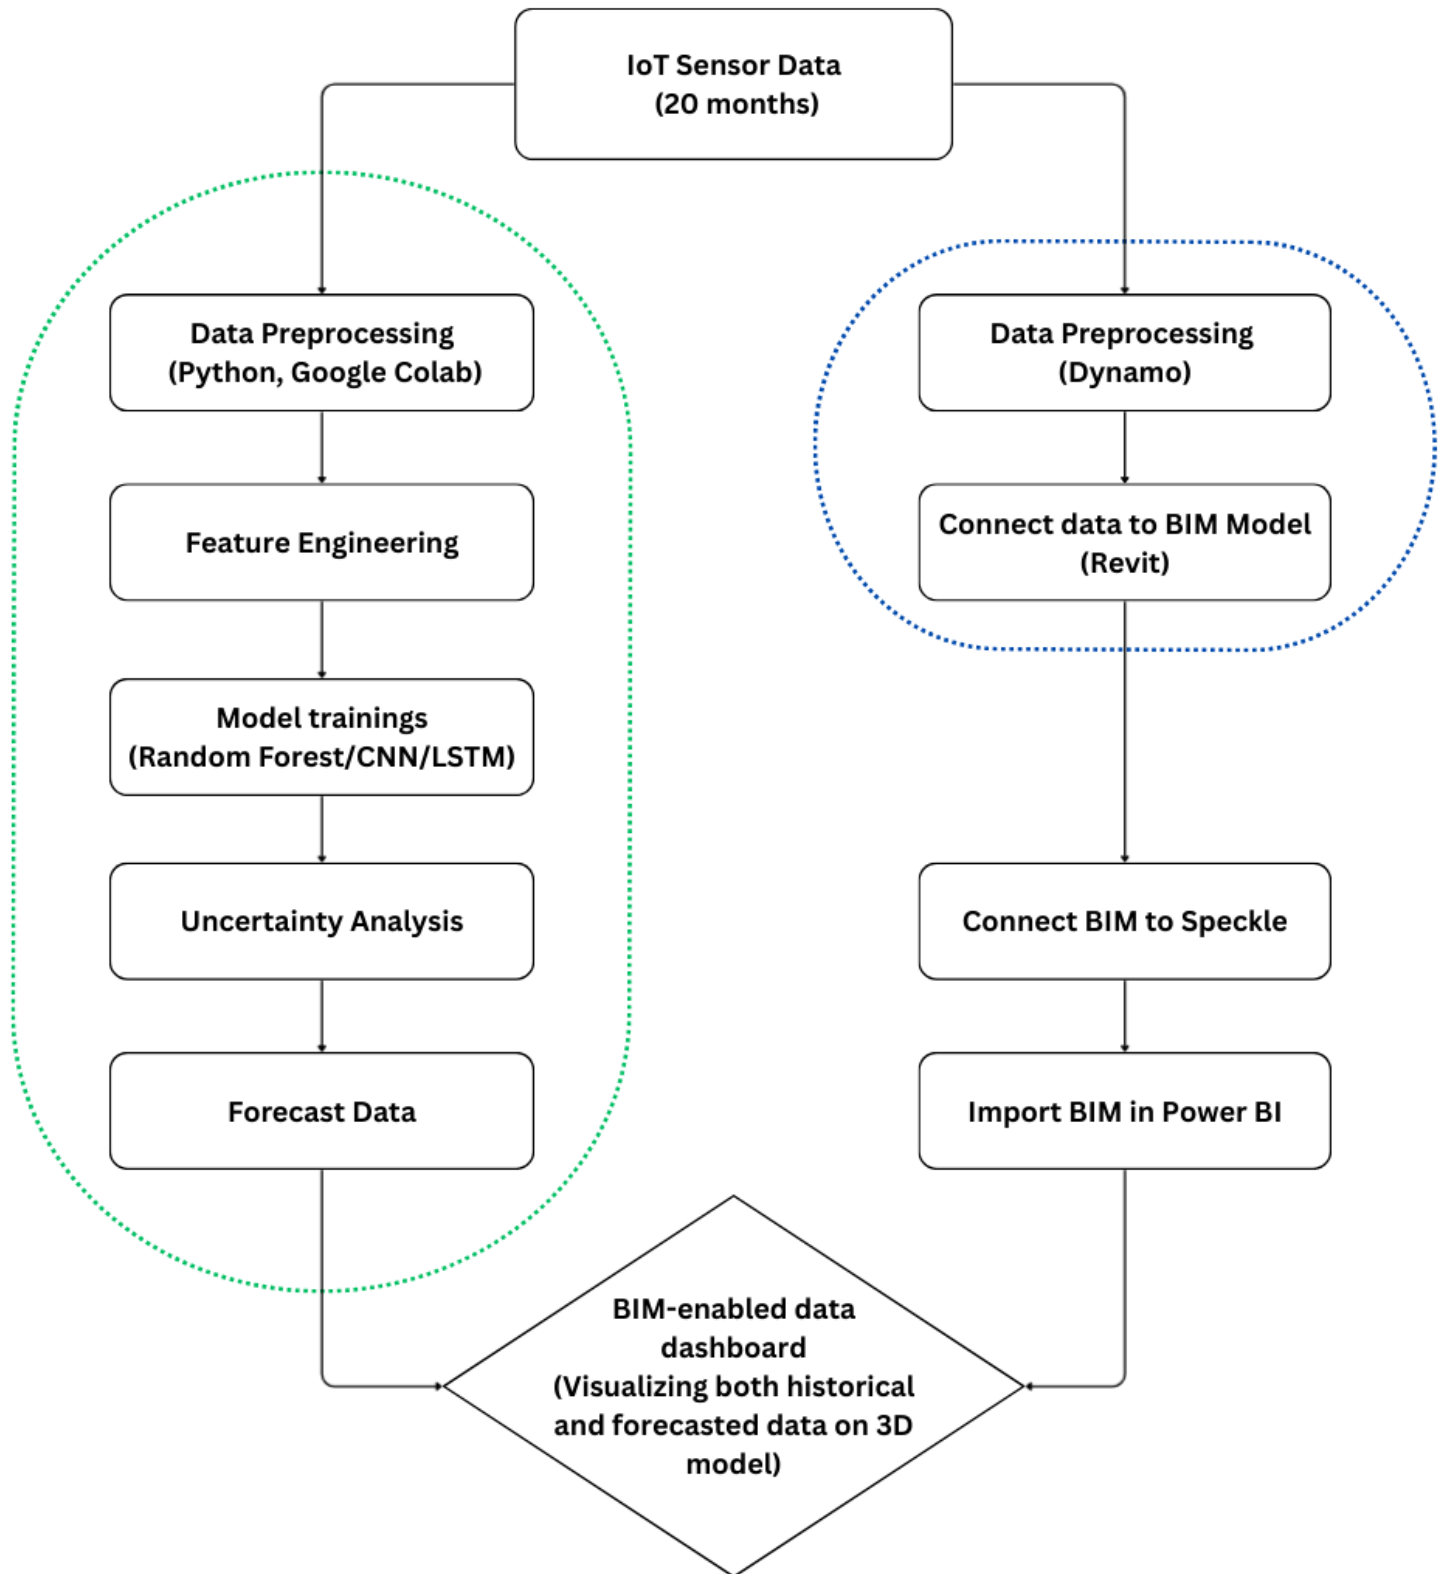 IoT Sensor Data
(20 months)
Data Preprocessing
(Python, Google Colab)
Feature Engineering
Model trainings
(Random Forest/CNN/LSTM)
Uncertainty Analysis
Forecast Data
Data Preprocessing
(Dynamo)
Connect data to BIM Model
(Revit)
Connect BIM to Speckle
Import BIM in Power BI
BIM-enabled data
dashboard
(Visualizing both historical
and forecasted data on 3D
model)